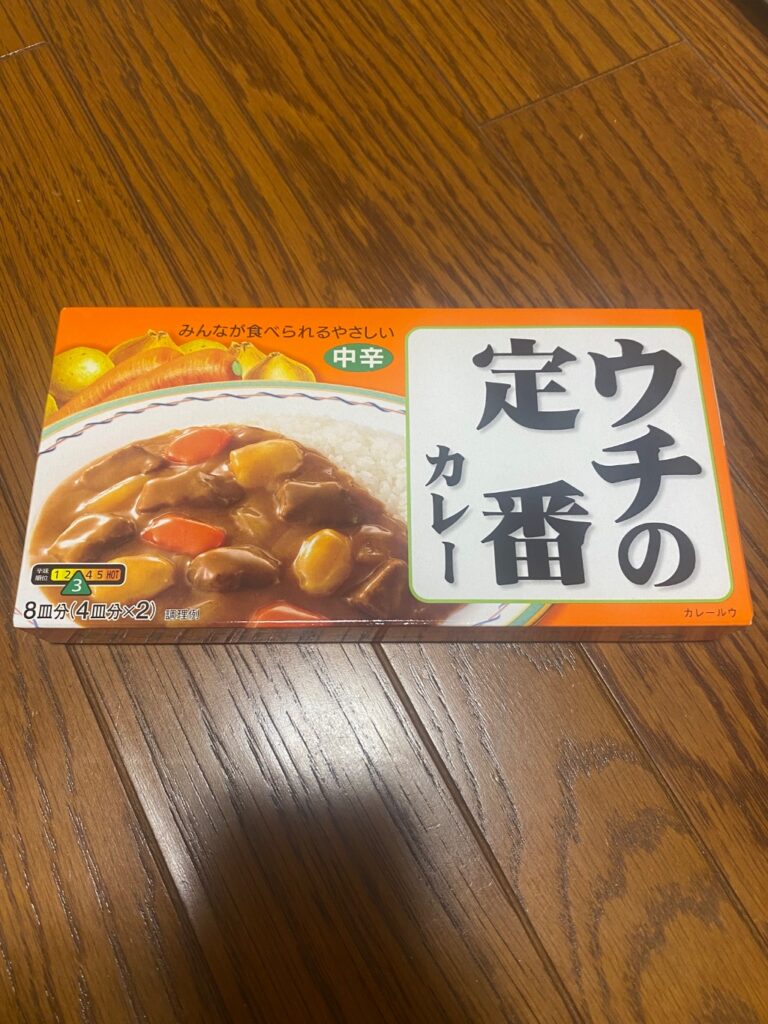 みんなが食べられるやさしい
中辛
ウチの
定番
カレー
辛味
順位
1 2 3 4 5 HOT
8皿分(4皿分×2) 調理例
カレールウ